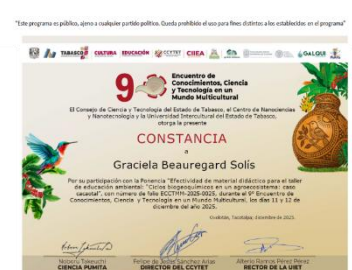 "Este programa es público, ajeno a cualquier partido político. Queda prohibido el uso para fines distintos a los establecidos en el programa"
TABASCO CULTURA EDUCACIÓN CCYTET CIIEA GALQUI
9° Encuentro de
Conocimientos, Ciencia
y Tecnología en un
Mundo Multicultural
El Consejo de Ciencia y Tecnología del Estado de Tabasco, el Centro de Nanociencias
y Nanotecnología y la Universidad Intercultural del Estado de Tabasco,
otorga la presente
CONSTANCIA
a
Graciela Beauregard Solís
Por su participación con la Ponencia "Efectividad de material didáctico para el taller
de educación ambiental: "Ciclos biogeoquímicos en un agroecosistema: caso
cacaotal", con número de folio ECCTMM-2025-0025, durante el 9° Encuentro de
Conocimientos, Ciencia y Tecnología en un Mundo Multicultural, los días 11 y 12 de
diciembre del año 2025.
Tacotalpa, diciembre de 2025.
Noboru Takeuchi
CIENCIA PUMITA
Felipe de Jesús Sánchez Arias
DIRECTOR DEL CCYTET
Ramos Pérez Pérez
RECTOR DE LA UIET